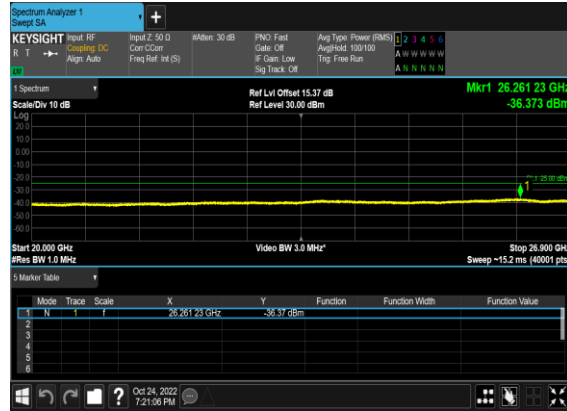 Spectrum Analyzer 1
Swept SA
+
KEYSIGHT Input: RF Input Z: 50 Ω #Atten: 30 dB PNO: Fast Avg Type: Power (RMS) 1 2 3 4 5 6
R T Coupling: DC Corr CCorr Gate: Off Avg|Hold: 100/100 A W W W W W
Align: Auto Freq Ref: Int (S) IF Gain: Low Trig: Free Run
Sig Track: Off A N N N N N
1 Spectrum Ref Lvl Offset 15.37 dB Mkr1 26.261 23 GHz
Scale/Div 10 dB Ref Level 30.00 dBm -36.373 dBm
Log
20.0
10.0
0.00
-10.0
-20.0
-30.0
-40.0
-50.0
-60.0
1
Start 20.000 GHz Video BW 3.0 MHz* Stop 26.900 GHz
#Res BW 1.0 MHz Sweep ~15.2 ms (40001 pts)
5 Marker Table
Mode Trace Scale X Y Function Function Width Function Value
1 N 1 f 26.261 23 GHz -36.37 dBm
2
3
4
5
6
? Oct 24, 2022
7:21:06 PM